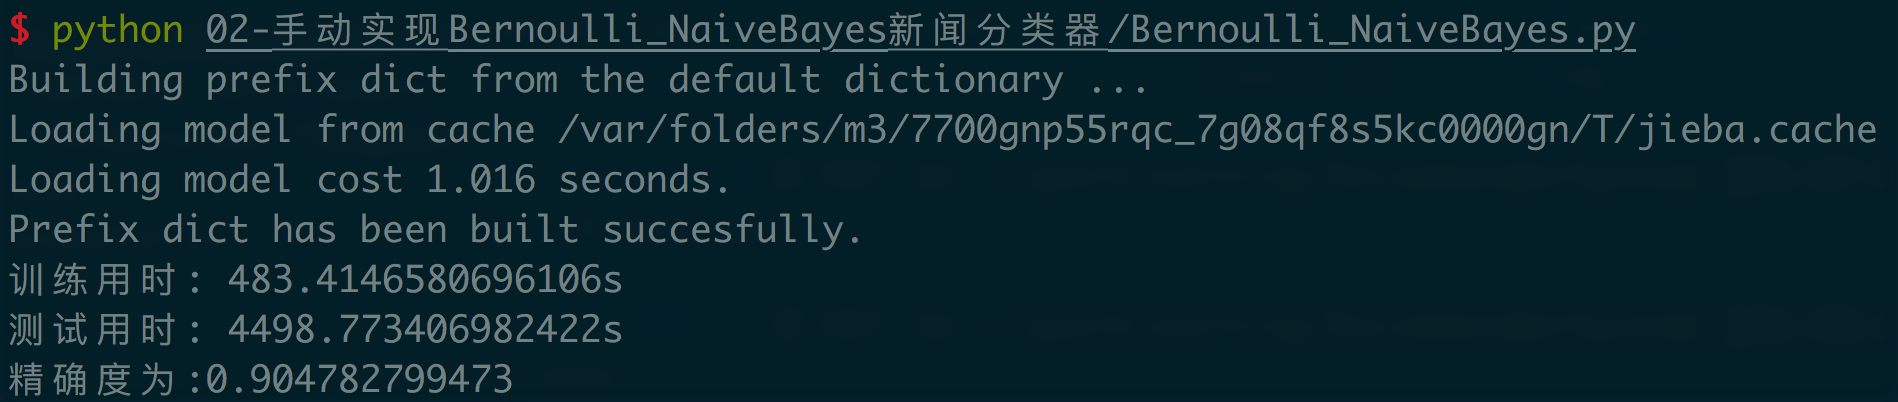 $ python 02-手动实现Bernoulli_NaiveBayes新闻分类器/Bernoulli_NaiveBayes.py
Building prefix dict from the default dictionary ...
Loading model from cache /var/folders/m3/7700gnp55rqc_7g08qf8s5kc0000gn/T/jieba.cache
Loading model cost 1.016 seconds.
Prefix dict has been built succesfully.
训练用时: 483.4146580696106s
测试用时: 4498.773406982422s
精确度为:0.904782799473